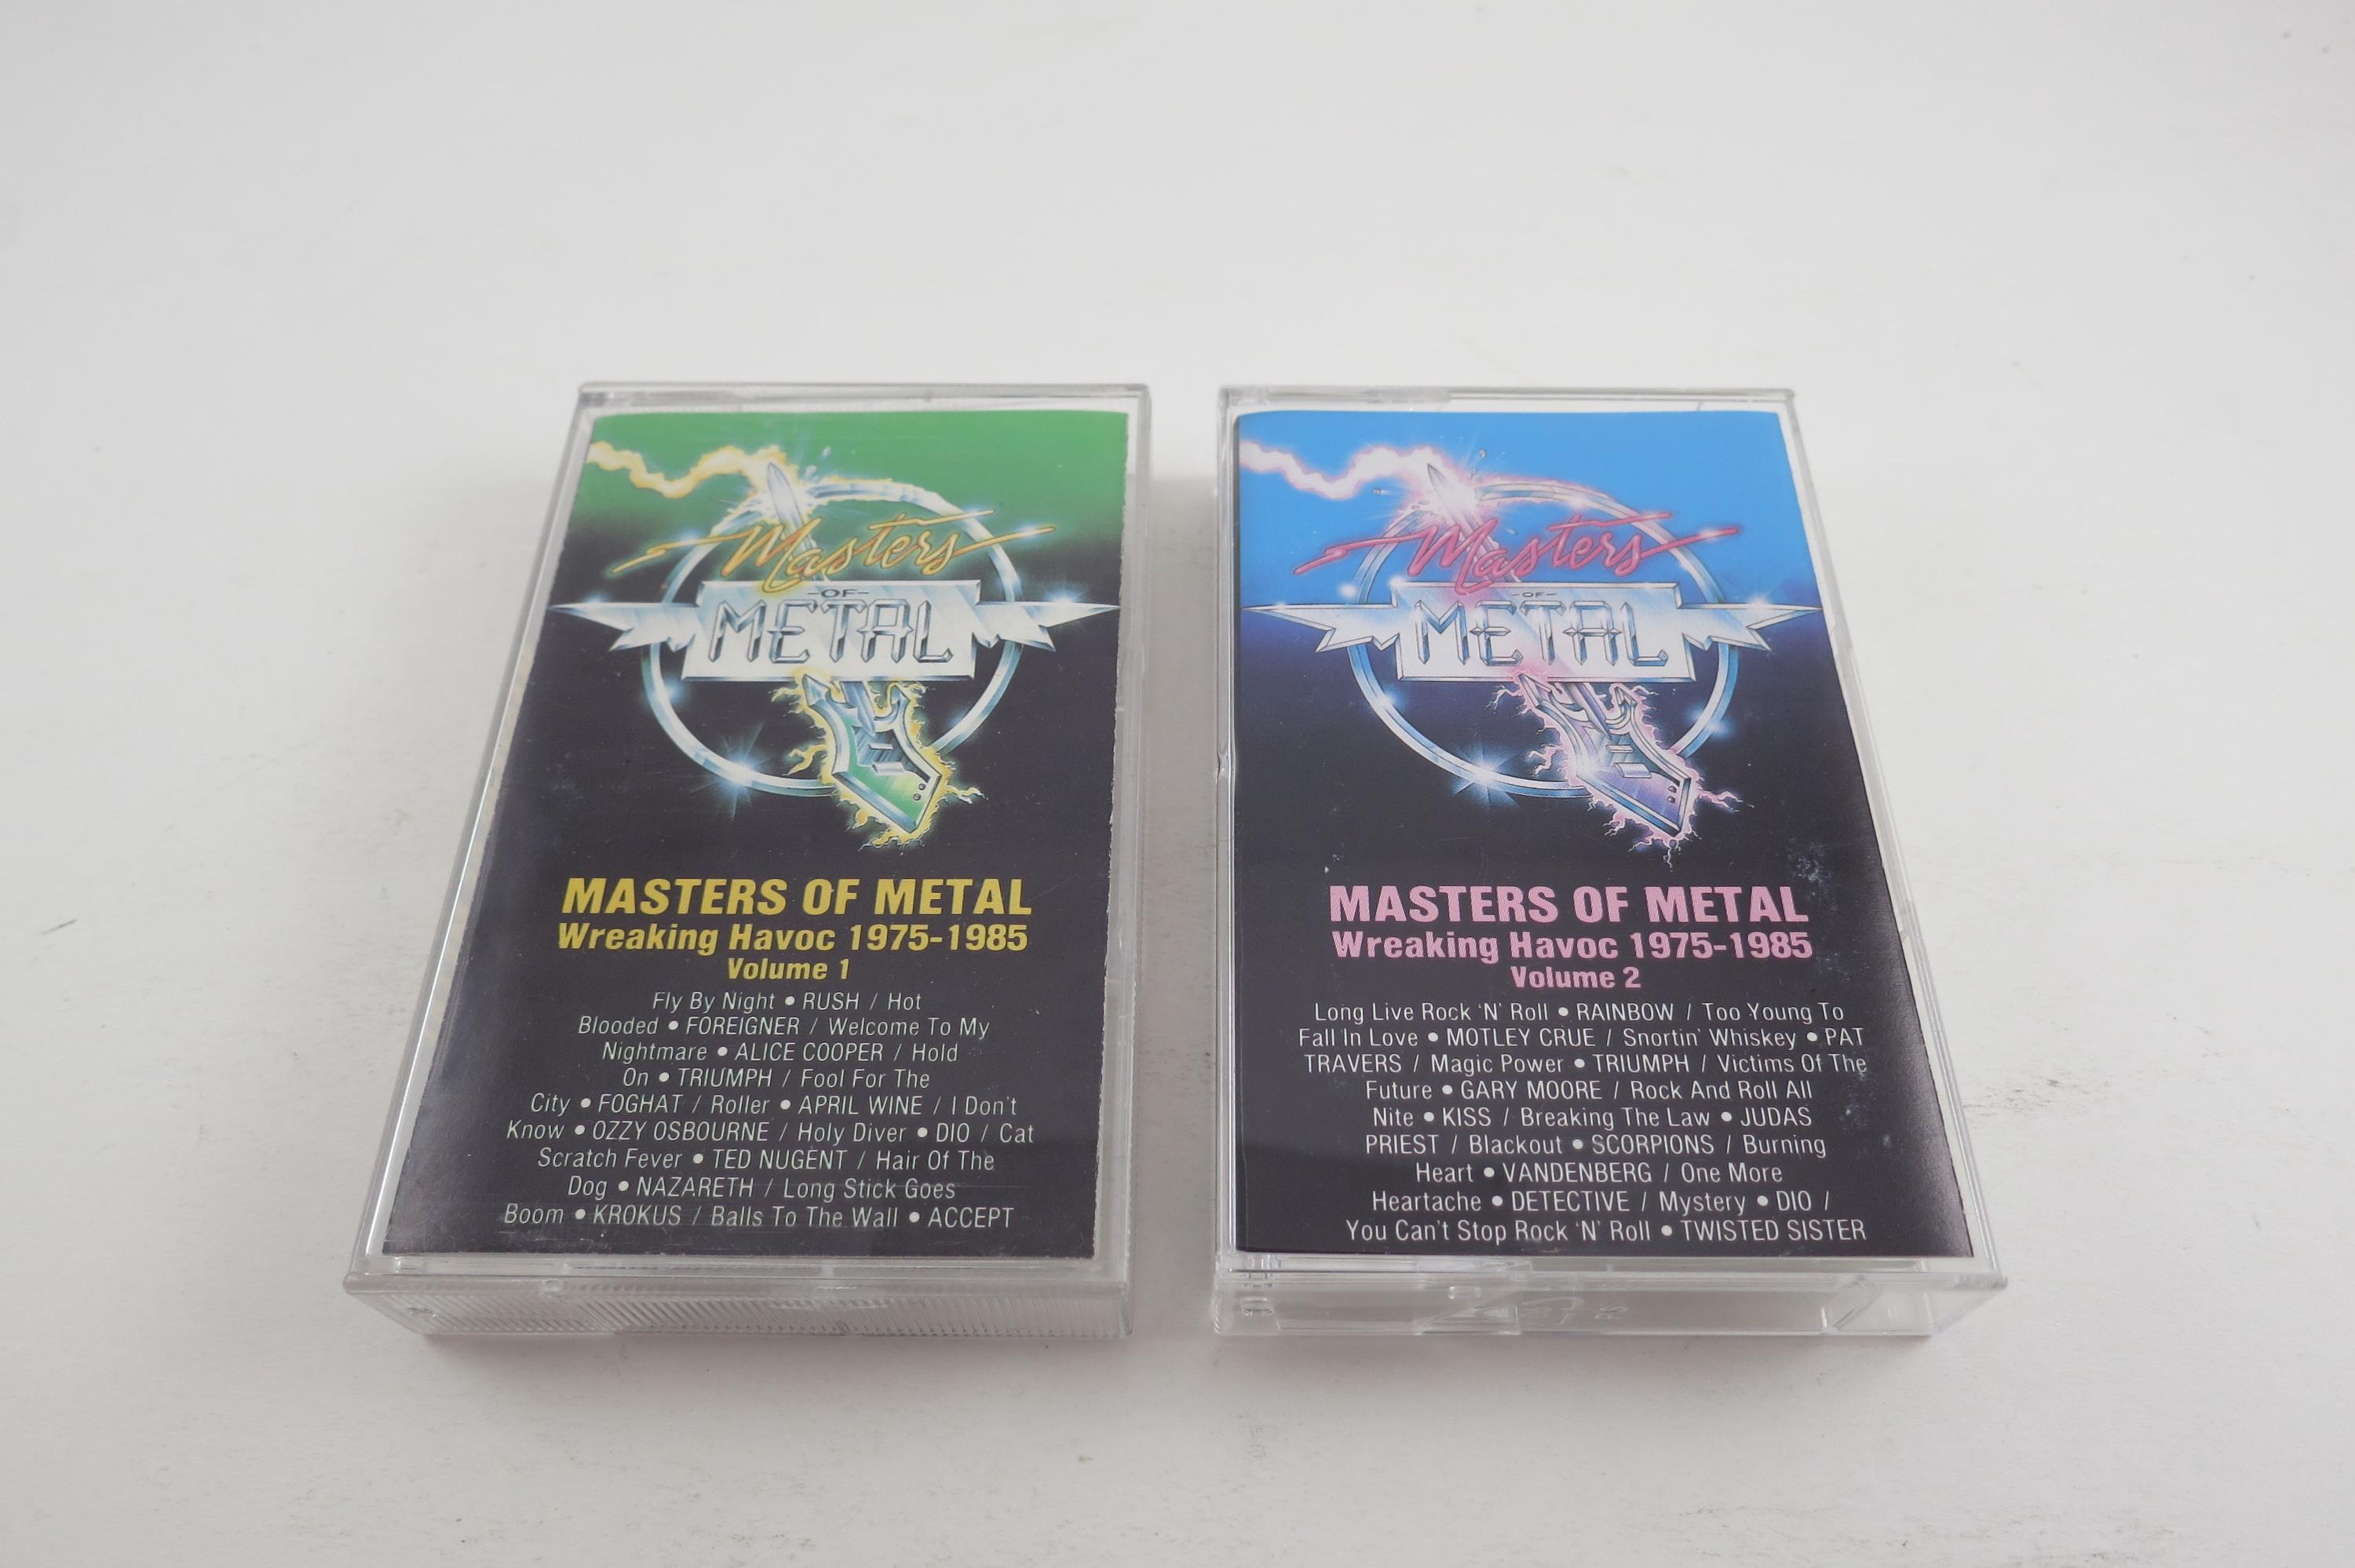 Masters
-OF-
METAL
MASTERS OF METAL
Wreaking Havoc 1975-1985
Volume 1
Fly By Night • RUSH / Hot
Blooded • FOREIGNER / Welcome To My
Nightmare • ALICE COOPER / Hold
On • TRIUMPH / Fool For The
City • FOGHAT / Roller • APRIL WINE / I Don't
Know • OZZY OSBOURNE / Holy Diver • DIO / Cat
Scratch Fever • TED NUGENT / Hair Of The
Dog • NAZARETH / Long Stick Goes
Boom • KROKUS / Balls To The Wall • ACCEPT
Masters
-OF-
METAL
MASTERS OF METAL
Wreaking Havoc 1975-1985
Volume 2
Long Live Rock 'N' Roll • RAINBOW / Too Young To
Fall In Love • MOTLEY CRUE / Snortin' Whiskey • PAT
TRAVERS / Magic Power • TRIUMPH / Victims Of The
Future • GARY MOORE / Rock And Roll All
Nite • KISS / Breaking The Law • JUDAS
PRIEST / Blackout • SCORPIONS / Burning
Heart • VANDENBERG / One More
Heartache • DETECTIVE / Mystery • DIO /
You Can't Stop Rock 'N' Roll • TWISTED SISTER